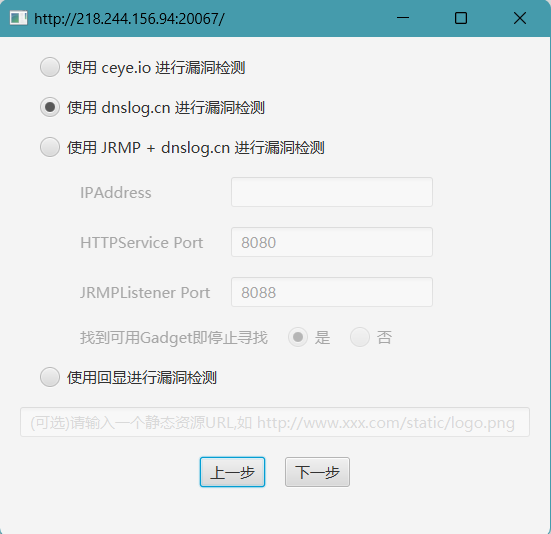 http://218.244.156.94:20067/
使用 ceye.io 进行漏洞检测
使用 dnslog.cn 进行漏洞检测
使用 JRMP + dnslog.cn 进行漏洞检测
IPAddress
HTTPService Port 8080
JRMPListener Port 8088
找到可用Gadget即停止寻找 是 否
使用回显进行漏洞检测
(可选)请输入一个静态资源URL,如 http://www.xxx.com/static/logo.png
上一步 下一步